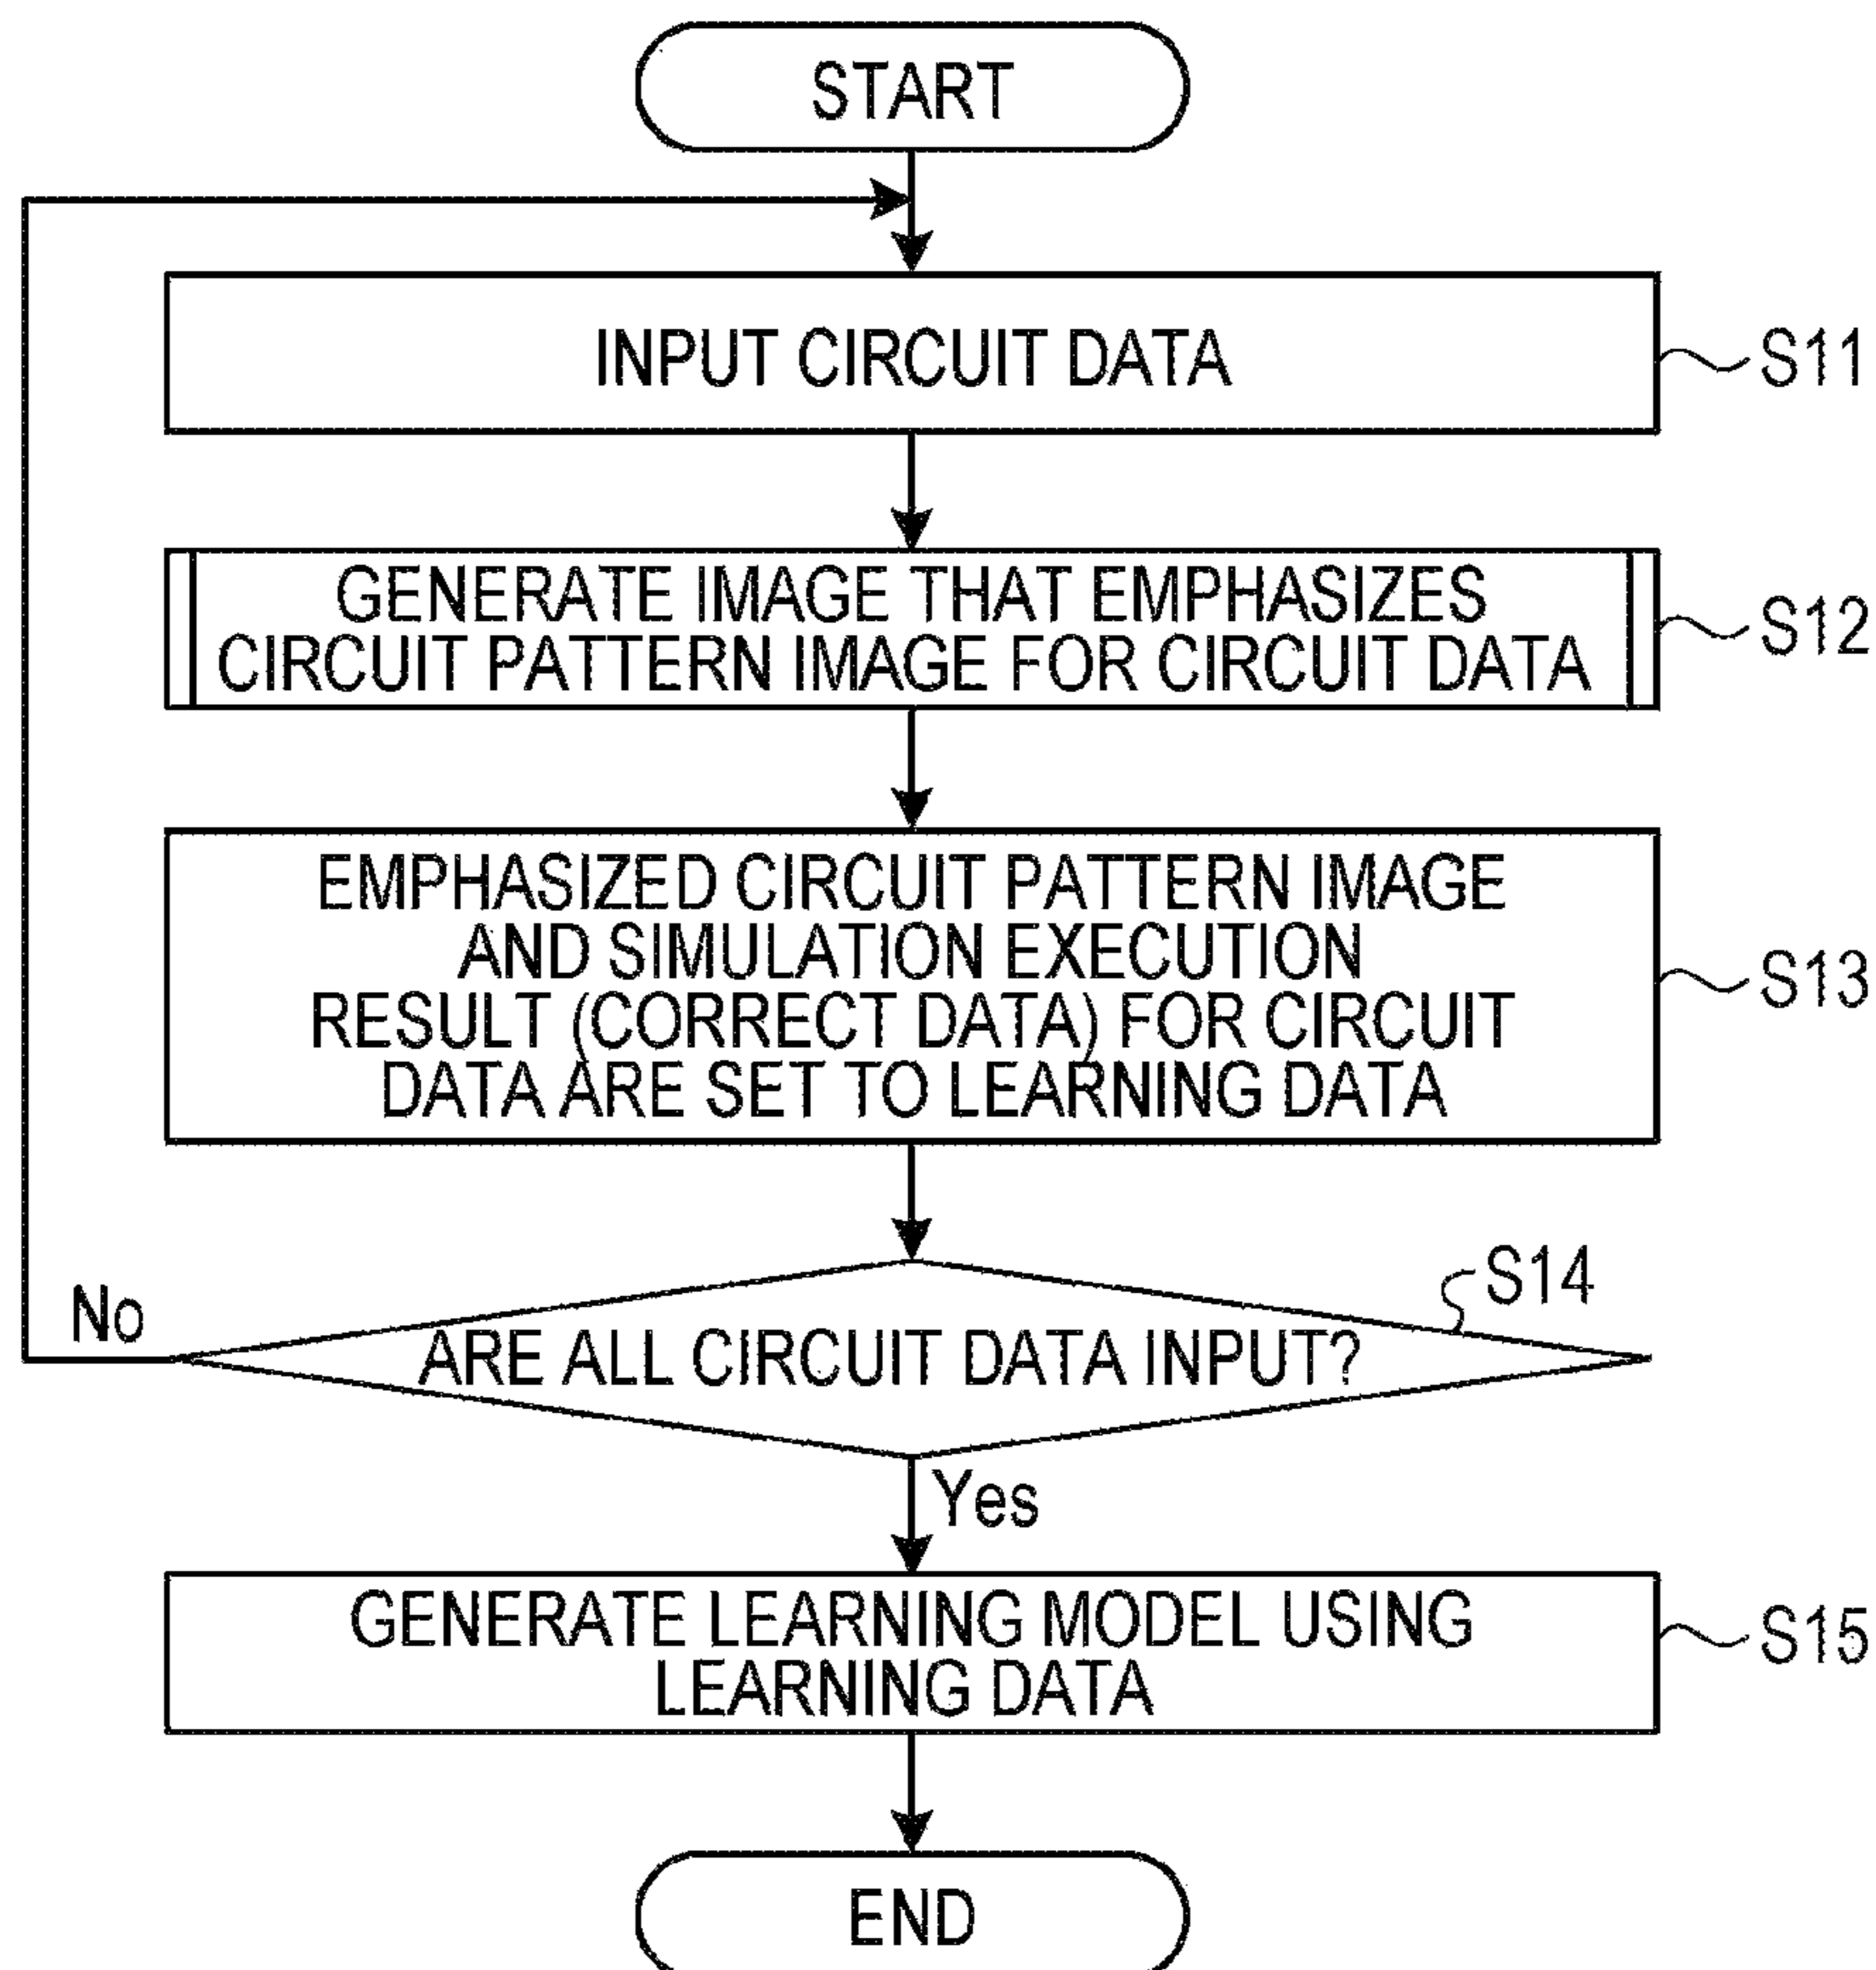 START
INPUT CIRCUIT DATA
S11
GENERATE IMAGE THAT EMPHASIZES
CIRCUIT PATTERN IMAGE FOR CIRCUIT DATA
S12
EMPHASIZED CIRCUIT PATTERN IMAGE
AND SIMULATION EXECUTION
RESULT (CORRECT DATA) FOR CIRCUIT
DATA ARE SET TO LEARNING DATA
S13
S14
No
ARE ALL CIRCUIT DATA INPUT?
Yes
GENERATE LEARNING MODEL USING
LEARNING DATA
S15
END